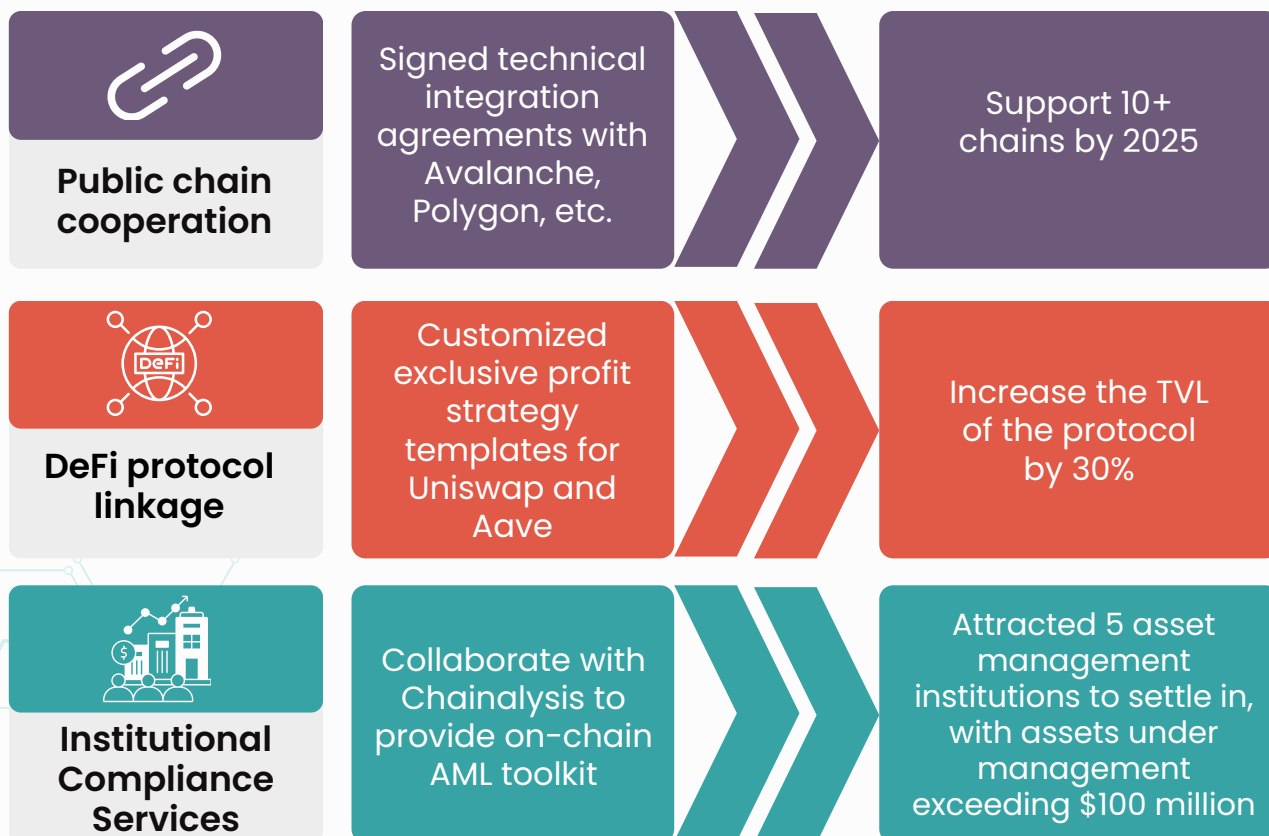 Public chain
cooperation
Signed technical
integration
agreements with
Avalanche,
Polygon, etc.
Support 10+
chains by 2025
DeFi
DeFi protocol
linkage
Customized
exclusive profit
strategy
templates for
Uniswap and
Aave
Increase the TVL
of the protocol
by 30%
$
Institutional
Compliance
Services
Collaborate with
Chainalysis to
provide on-chain
AML toolkit
Attracted 5 asset
management
institutions to settle in,
with assets under
management
exceeding $100 million